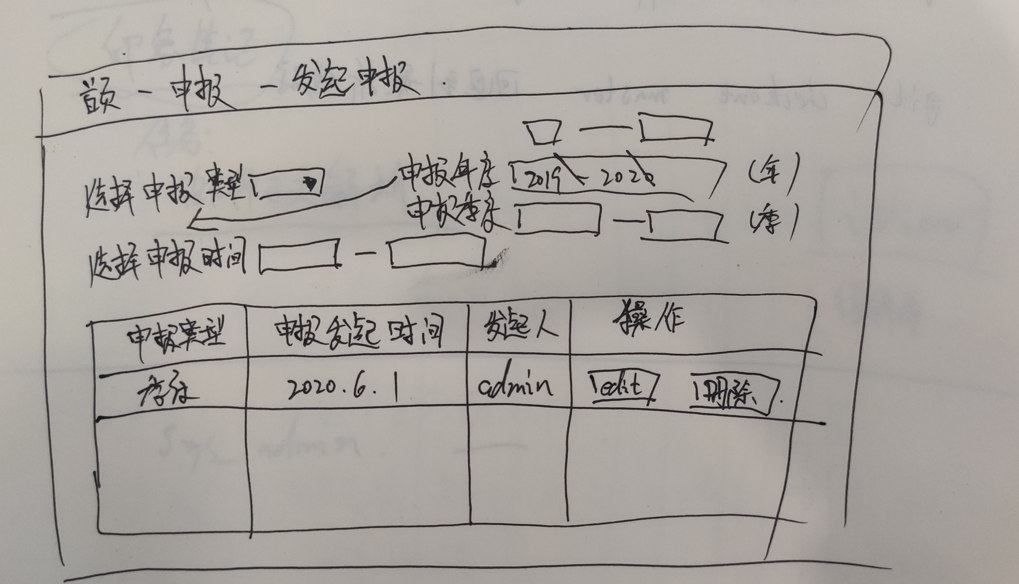 首页 - 申报 - 发起申报
选择申报类型
申报年度 2019 - 2020 (年)
申报季度 — (季)
选择申报时间 —
申报类型 申报发起时间 发起人 操作
季度 2020.6.1 admin edit 删除